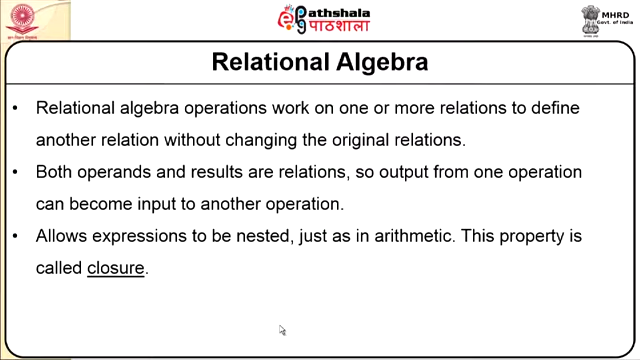 ePathshala
पाठशाला
MHRD
Govt. of India
Relational Algebra
• Relational algebra operations work on one or more relations to define
another relation without changing the original relations.
• Both operands and results are relations, so output from one operation
can become input to another operation.
• Allows expressions to be nested, just as in arithmetic. This property is
called closure.